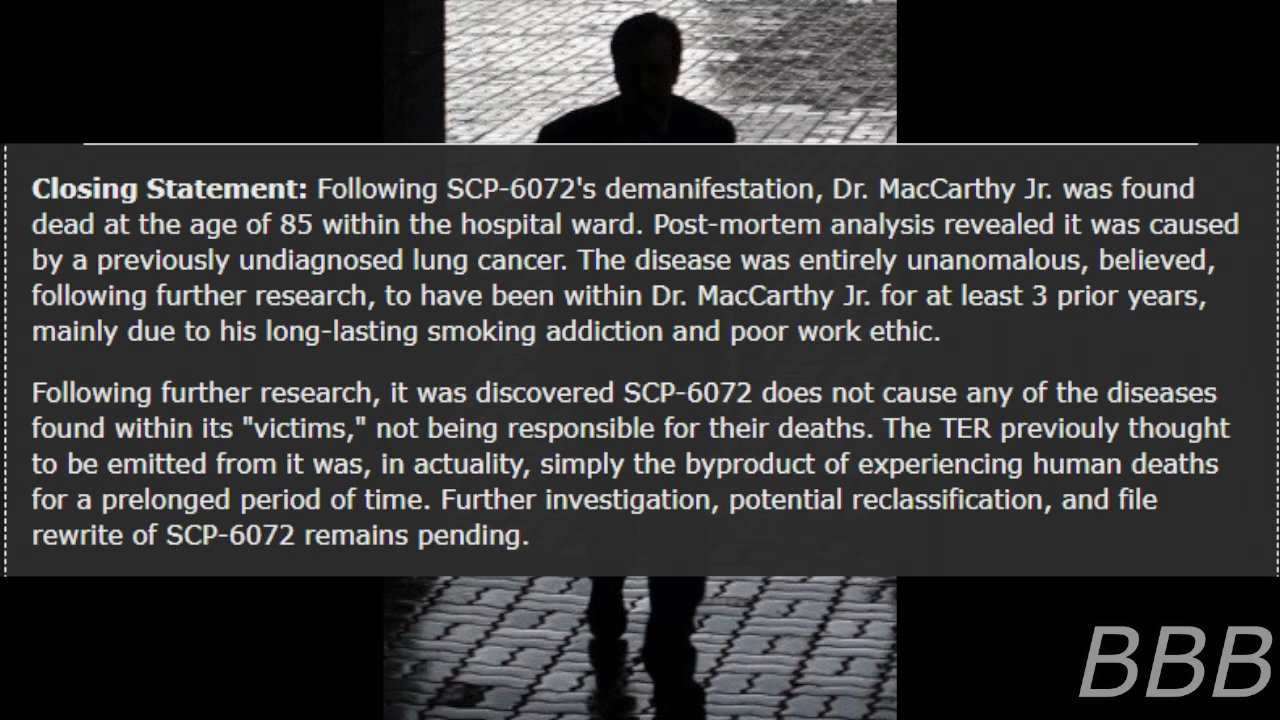 Closing Statement: Following SCP-6072's demanifestation, Dr. MacCarthy Jr. was found
dead at the age of 85 within the hospital ward. Post-mortem analysis revealed it was caused
by a previously undiagnosed lung cancer. The disease was entirely unanomalous, believed,
following further research, to have been within Dr. MacCarthy Jr. for at least 3 prior years,
mainly due to his long-lasting smoking addiction and poor work ethic.
Following further research, it was discovered SCP-6072 does not cause any of the diseases
found within its "victims," not being responsible for their deaths. The TER previouly thought
to be emitted from it was, in actuality, simply the byproduct of experiencing human deaths
for a prelonged period of time. Further investigation, potential reclassification, and file
rewrite of SCP-6072 remains pending.
BBB